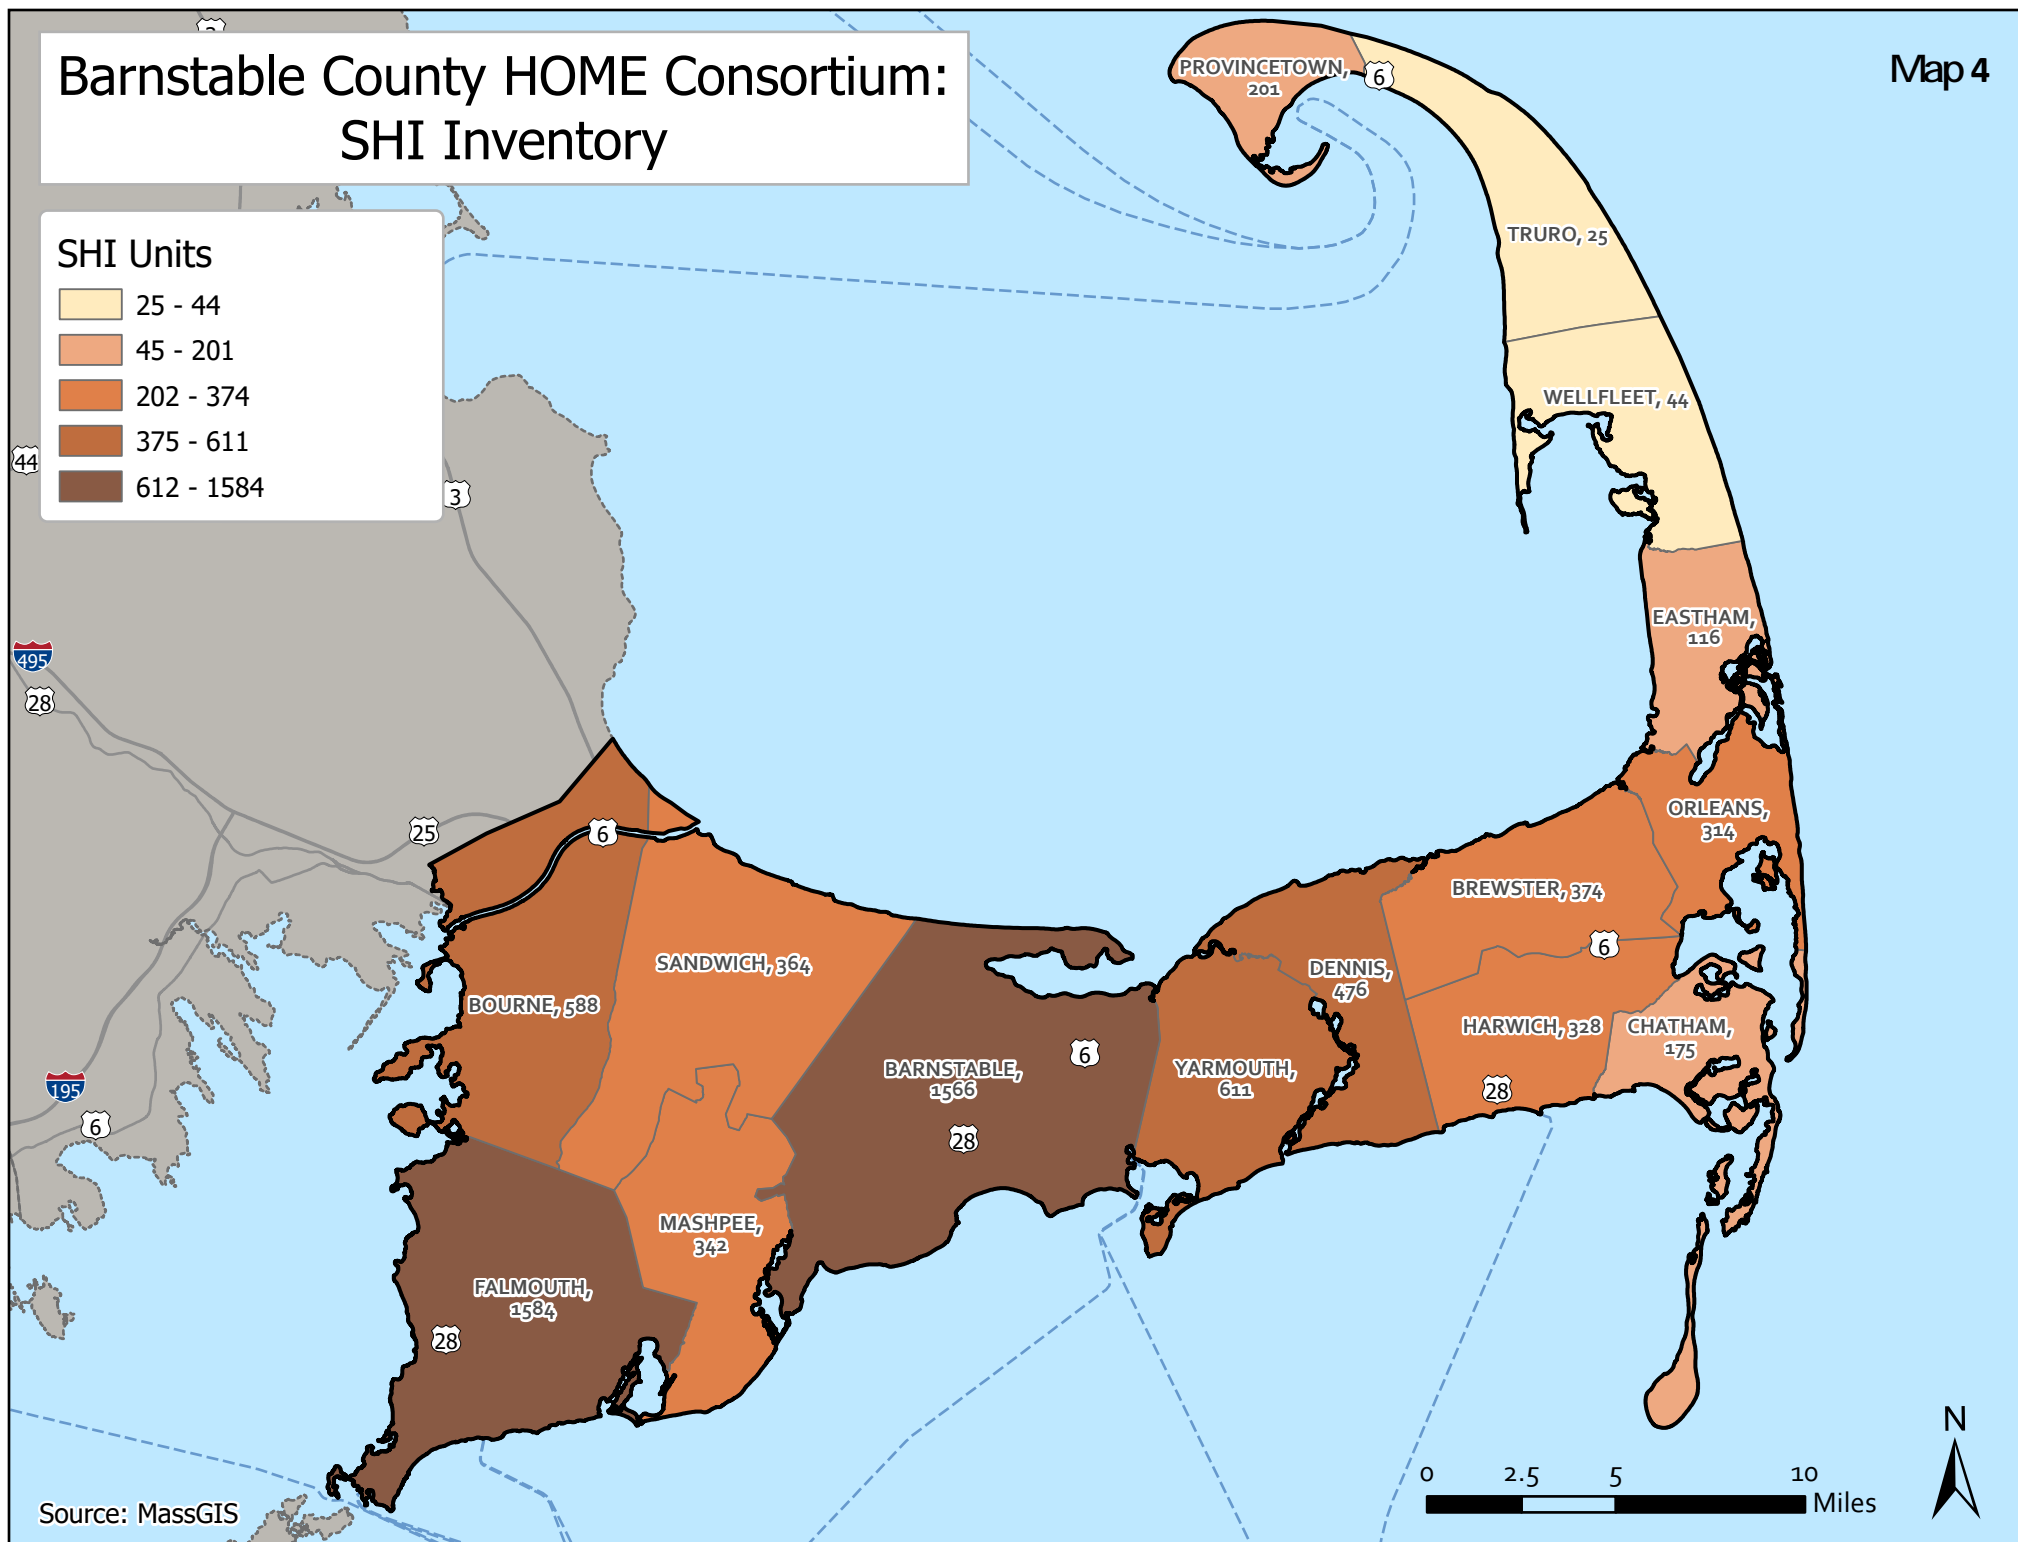 Barnstable County HOME Consortium:
SHI Inventory
Map 4
SHI Units
25 - 44
45 - 201
202 - 374
375 - 611
612 - 1584
PROVINCETOWN,
201
6
TRURO, 25
WELLFLEET, 44
44
3
EASTHAM,
116
495
28
ORLEANS,
314
25
6
BREWSTER, 374
6
SANDWICH, 364
DENNIS,
476
BOURNE, 588
HARWICH, 328
CHATHAM,
175
6
BARNSTABLE,
1566
YARMOUTH,
611
195
28
6
28
MASHPEE,
342
FALMOUTH,
1584
28
N
0 2.5 5 10
Miles
Source: MassGIS